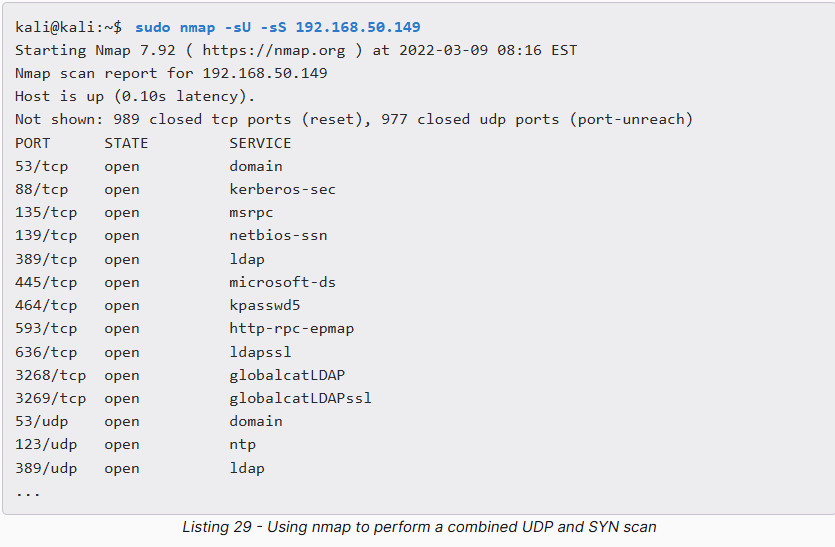 kali@kali:~$ sudo nmap -sU -sS 192.168.50.149
Starting Nmap 7.92 ( https://nmap.org ) at 2022-03-09 08:16 EST
Nmap scan report for 192.168.50.149
Host is up (0.10s latency).
Not shown: 989 closed tcp ports (reset), 977 closed udp ports (port-unreach)
PORT STATE SERVICE
53/tcp open domain
88/tcp open kerberos-sec
135/tcp open msrpc
139/tcp open netbios-ssn
389/tcp open ldap
445/tcp open microsoft-ds
464/tcp open kpasswd5
593/tcp open http-rpc-epmap
636/tcp open ldapssl
3268/tcp open globalcatLDAP
3269/tcp open globalcatLDAPssl
53/udp open domain
123/udp open ntp
389/udp open ldap
...
Listing 29 - Using nmap to perform a combined UDP and SYN scan